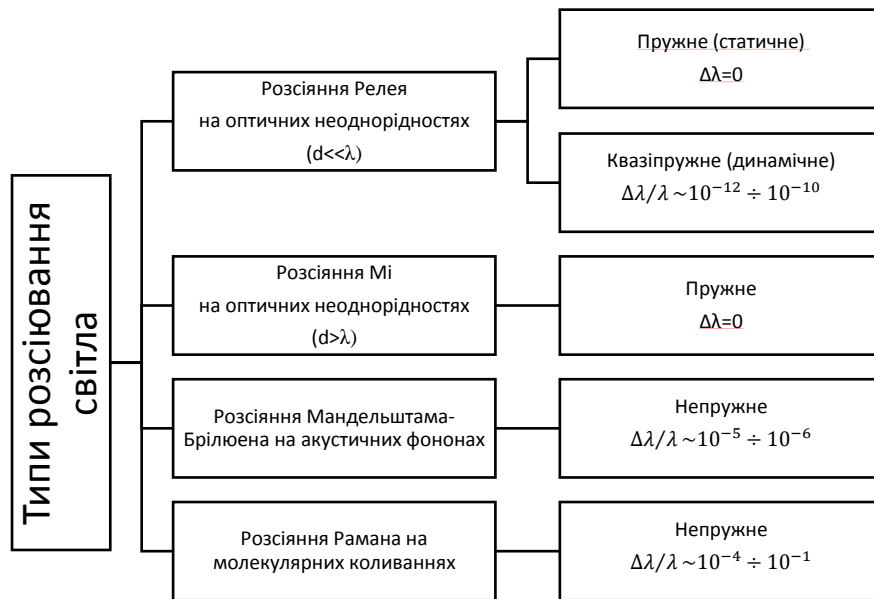 Типи розсіювання
світла
Розсіяння Релея
на оптичних неоднорідностях
(d<<λ)
Пружне (статичне)
Δλ=0
Квазіпружне (динамічне)
Δλ/λ~10⁻¹² ÷ 10⁻¹⁰
Розсіяння Мі
на оптичних неоднорідностях
(d>λ)
Пружне
Δλ=0
Розсіяння Мандельштама-
Брілюена на акустичних фононах
Непружне
Δλ/λ~10⁻⁵ ÷ 10⁻⁶
Розсіяння Рамана на
молекулярних коливаннях
Непружне
Δλ/λ~10⁻⁴ ÷ 10⁻¹